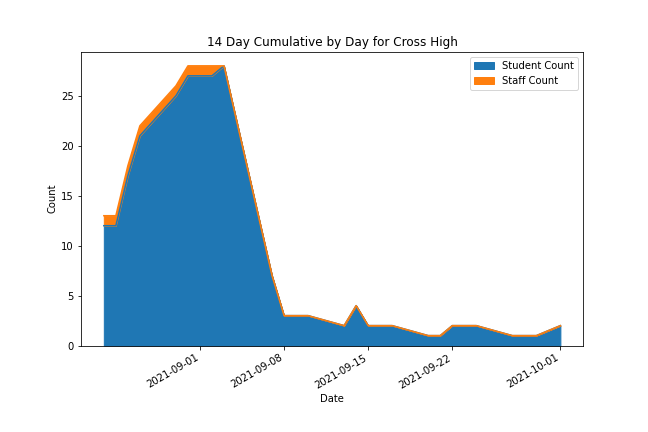 14 Day Cumulative by Day for Cross High
Student Count
Staff Count
25
20
15
10
5
0
Count
2021-09-01
2021-09-08
2021-09-15
2021-09-22
2021-10-01
Date